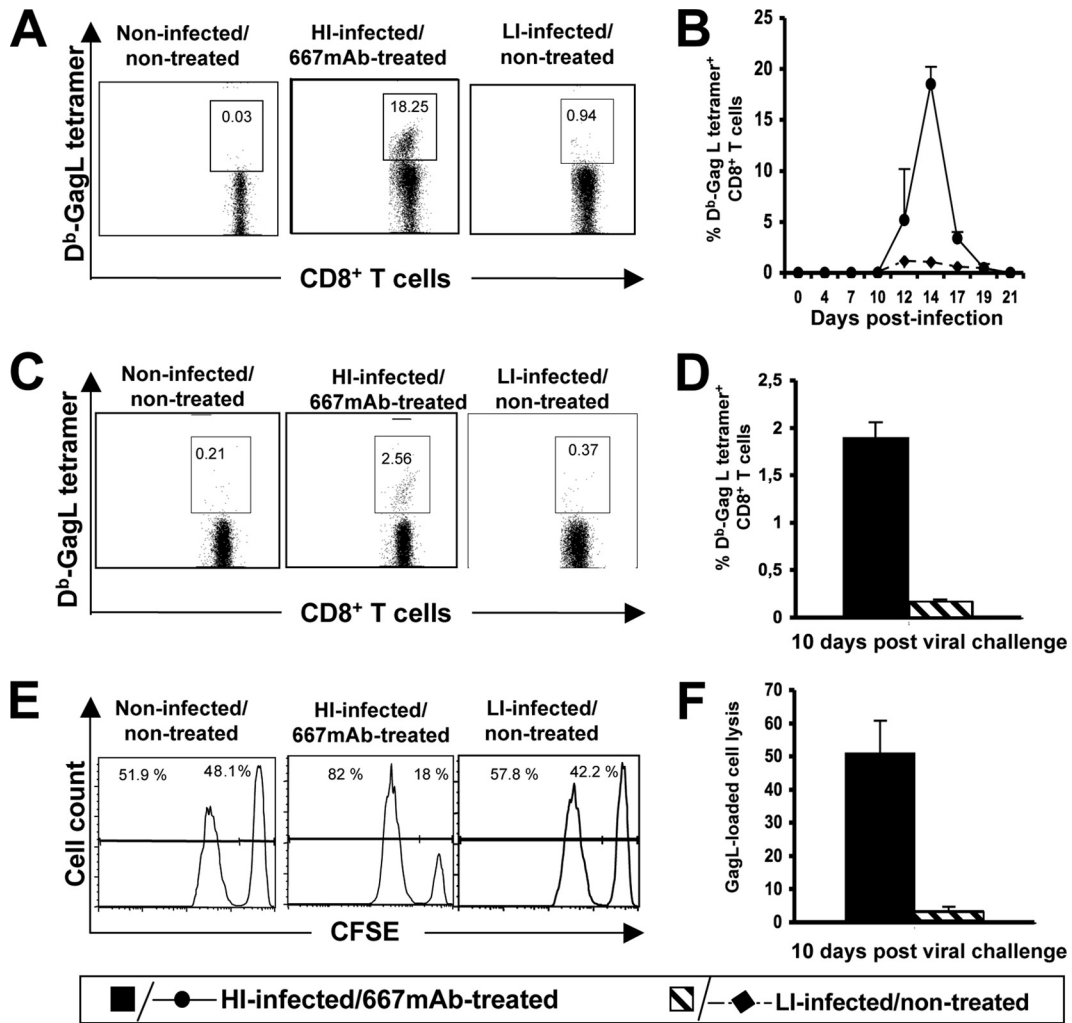 A
Non-infected/
non-treated
HI-infected/
667mAb-treated
LI-infected/
non-treated
Dᵇ-GagL tetramer
0.03
18.25
0.94
CD8⁺ T cells
B
% Dᵇ-Gag L tetramer⁺
CD8⁺ T cells
25
20
15
10
5
0
0 4 7 10 12 14 17 19 21
Days post-infection
C
Non-infected/
non-treated
HI-infected/
667mAb-treated
LI-infected/
non-treated
Dᵇ-GagL tetramer
0.21
2.56
0.37
CD8⁺ T cells
D
% Dᵇ-Gag L tetramer⁺
CD8⁺ T cells
2,5
2
1,5
1
0,5
0
10 days post viral challenge
E
Non-infected/
non-treated
HI-infected/
667mAb-treated
LI-infected/
non-treated
Cell count
51.9 % 48.1%
82 % 18 %
57.8 % 42.2 %
CFSE
F
GagL-loaded cell lysis
70
60
50
40
30
20
10
0
10 days post viral challenge
/ HI-infected/667mAb-treated
/ LI-infected/non-treated